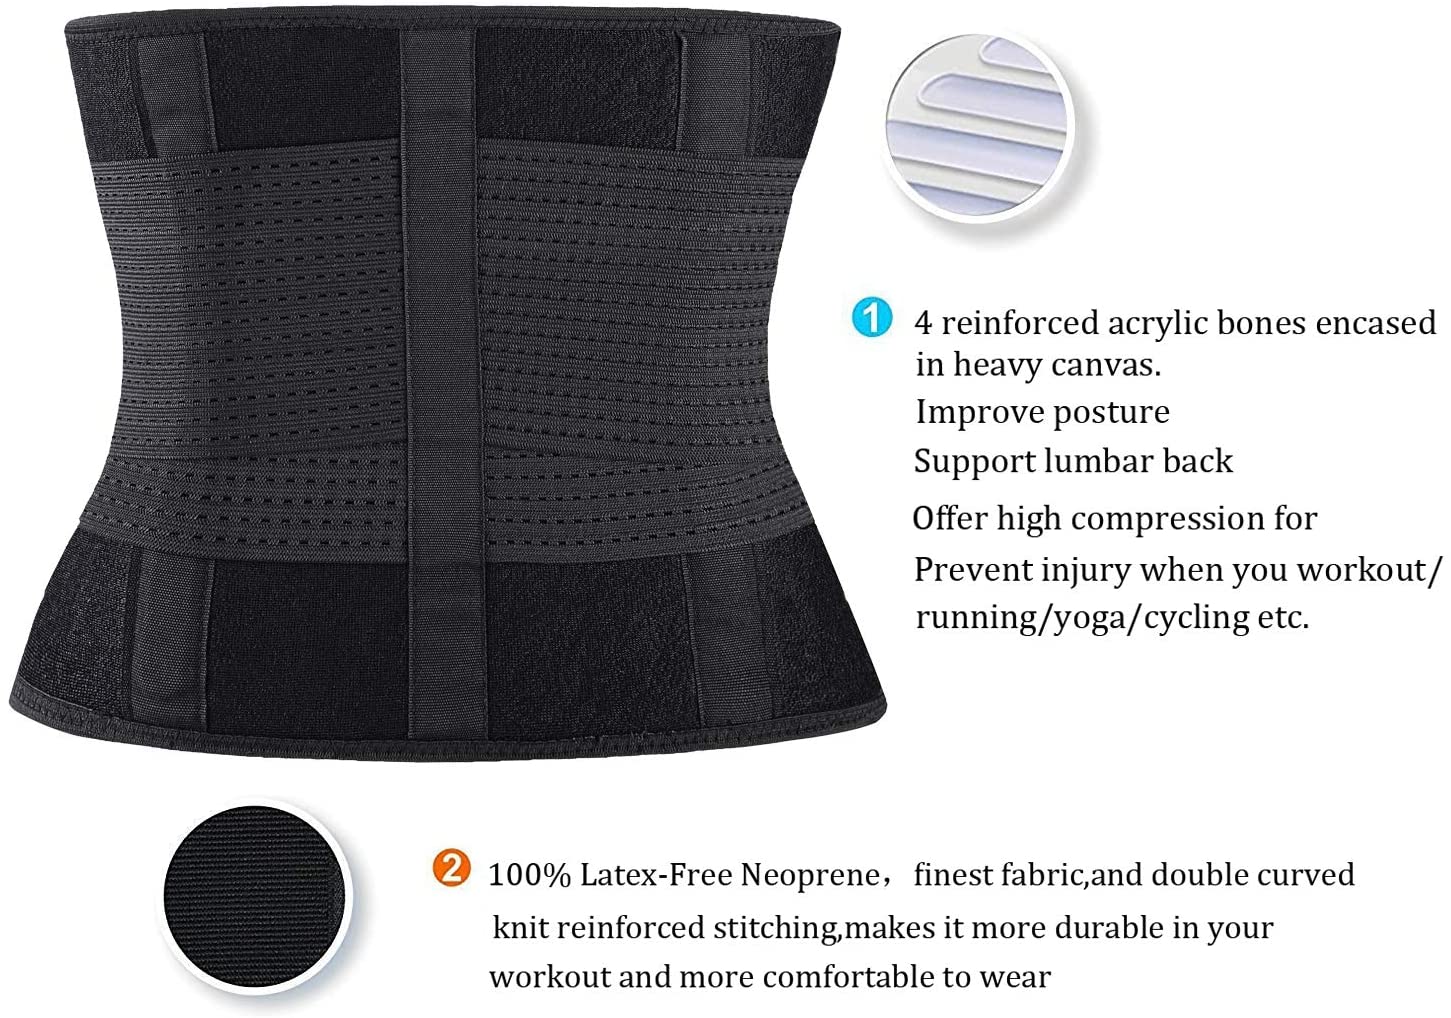 1 4 reinforced acrylic bones encased
in heavy canvas.
Improve posture
Support lumbar back
Offer high compression for
Prevent injury when you workout/
running/yoga/cycling etc.
2 100% Latex-Free Neoprene，finest fabric,and double curved
knit reinforced stitching,makes it more durable in your
workout and more comfortable to wear